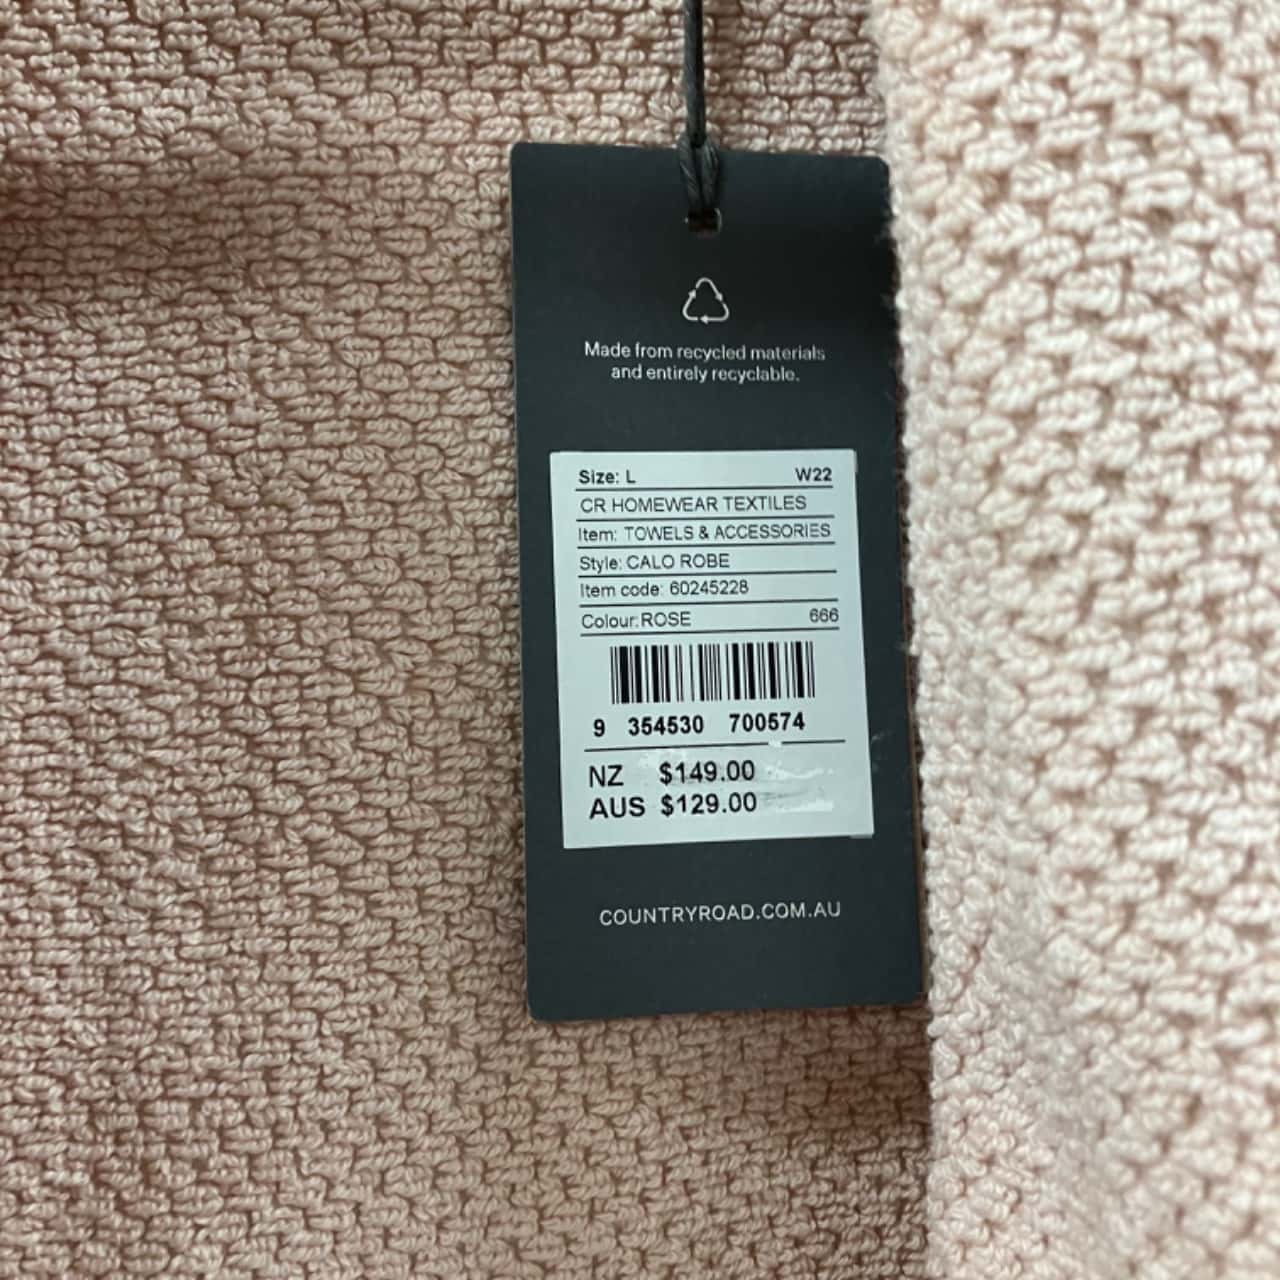 Made from recycled materials
and entirely recyclable.
Size: L W22
CR HOMEWEAR TEXTILES
Item: TOWELS & ACCESSORIES
Style: CALO ROBE
Item code: 60245228
Colour:ROSE 666
9 354530 700574
NZ $149.00
AUS $129.00
COUNTRYROAD.COM.AU